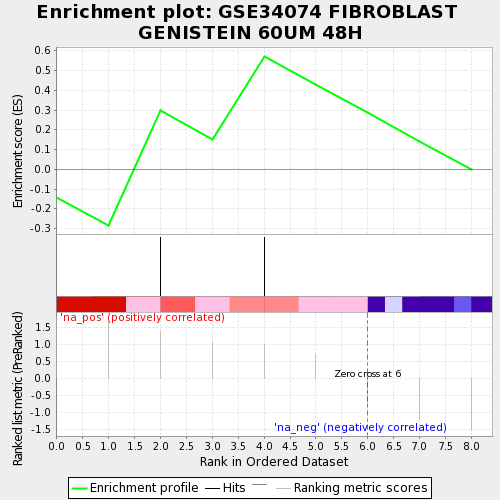 Enrichment plot: GSE34074 FIBROBLAST
GENISTEIN 60UM 48H
Enrichment score (ES)
0.6
0.5
0.4
0.3
0.2
0.1
0.0
-0.1
-0.2
-0.3
Ranked list metric (PreRanked)
1.5
1.0
0.5
0.0
-0.5
-1.0
-1.5
'na_pos' (positively correlated)
Zero cross at 6
'na_neg' (negatively correlated)
0.0 0.5 1.0 1.5 2.0 2.5 3.0 3.5 4.0 4.5 5.0 5.5 6.0 6.5 7.0 7.5 8.0
Rank in Ordered Dataset
Enrichment profile Hits Ranking metric scores